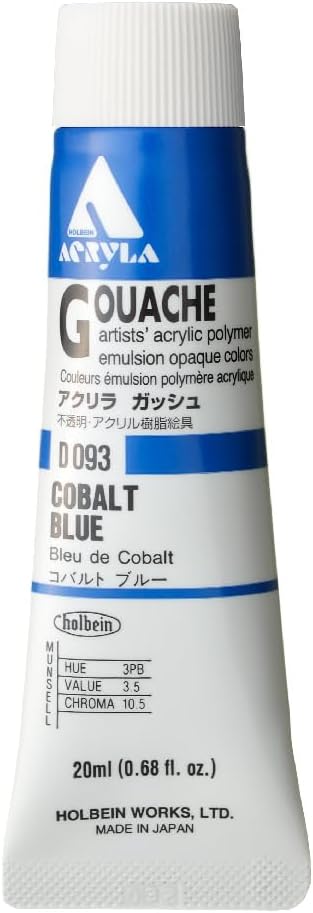 HOLBEIN
ACRYLA
GOUACHE
artists' acrylic polymer
emulsion opaque colors
Couleurs émulsion polymère acrylique
アクリラ ガッシュ
不透明・アクリル樹脂絵具
D 093
COBALT
BLUE
Bleu de Cobalt
コバルト ブルー
holbein
MUNSELL
HUE 3PB
VALUE 3.5
CHROMA 10.5
20ml (0.68 fl. oz.)
HOLBEIN WORKS, LTD.
MADE IN JAPAN